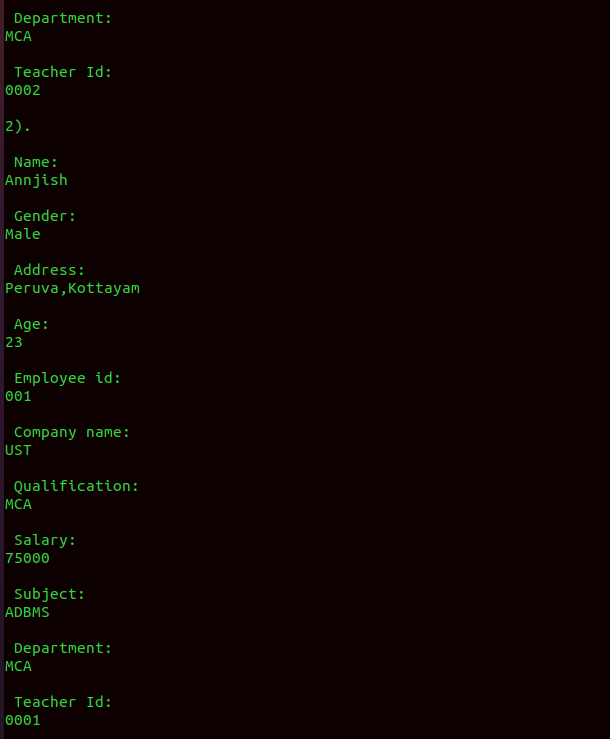 Department:
MCA
Teacher Id:
0002
2).
Name:
Annjish
Gender:
Male
Address:
Peruva,Kottayam
Age:
23
Employee id:
001
Company name:
UST
Qualification:
MCA
Salary:
75000
Subject:
ADBMS
Department:
MCA
Teacher Id:
0001